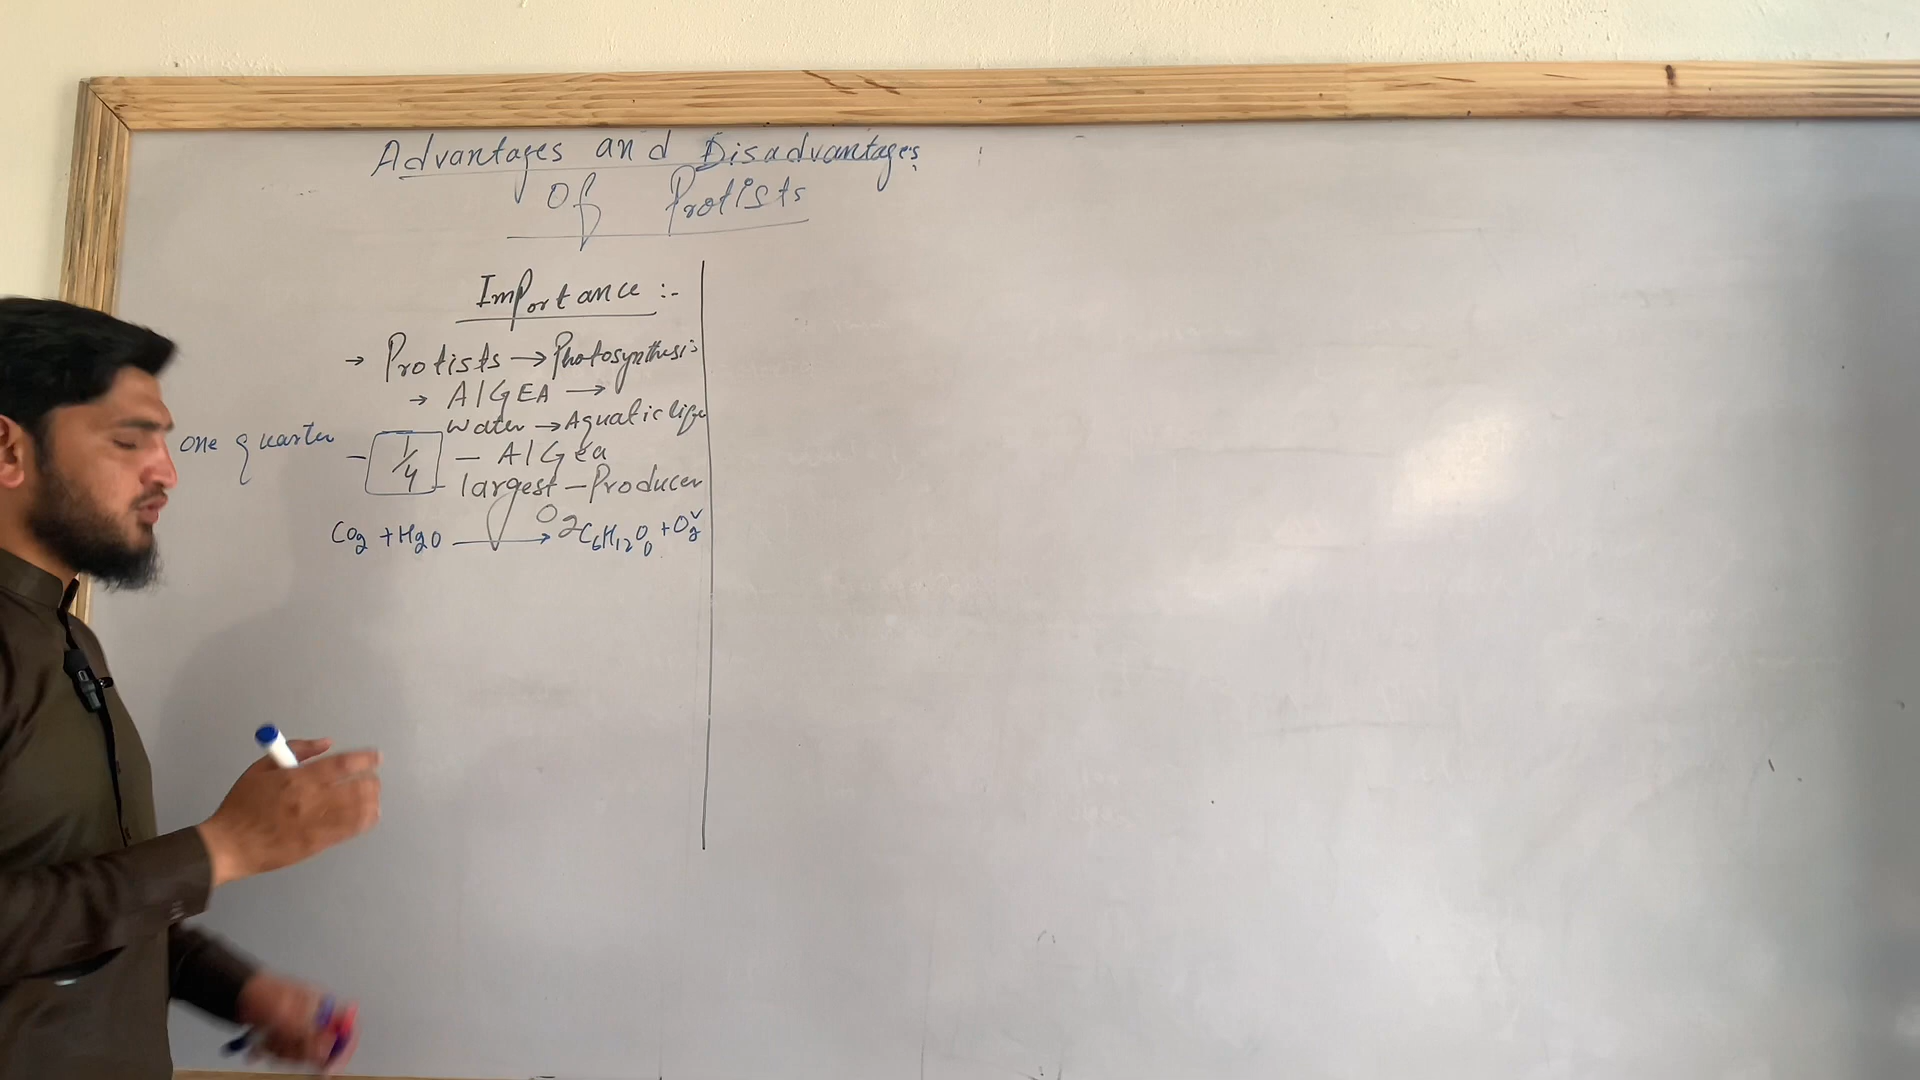 Advantages and Disadvantages
Of Protists
Importance :-
→ Protists → Photosynthesis
→ AlGEA →
Water → Aquatic life
one quarter - 1/4 - AlGea
- largest - Producer
O2
CO2 + H2O → C6H12O6 + O2